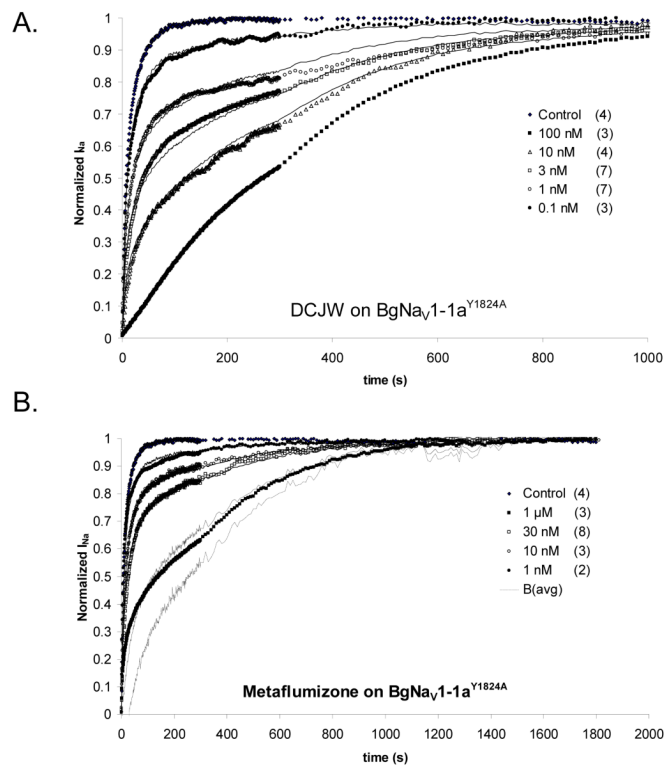 A.
1
0.9
0.8
0.7
0.6
0.5
0.4
0.3
0.2
0.1
0
Normalized I Na
Control (4)
100 nM (3)
10 nM (4)
3 nM (7)
1 nM (7)
0.1 nM (3)
DCJW on BgNaV1-1aY1824A
0 200 400 600 800 1000
time (s)
B.
1
0.9
0.8
0.7
0.6
0.5
0.4
0.3
0.2
0.1
0
Normalized INa
Control (4)
1 µM (3)
30 nM (8)
10 nM (3)
1 nM (2)
B(avg)
Metaflumizone on BgNaV1-1aY1824A
0 200 400 600 800 1000 1200 1400 1600 1800 2000
time (s)